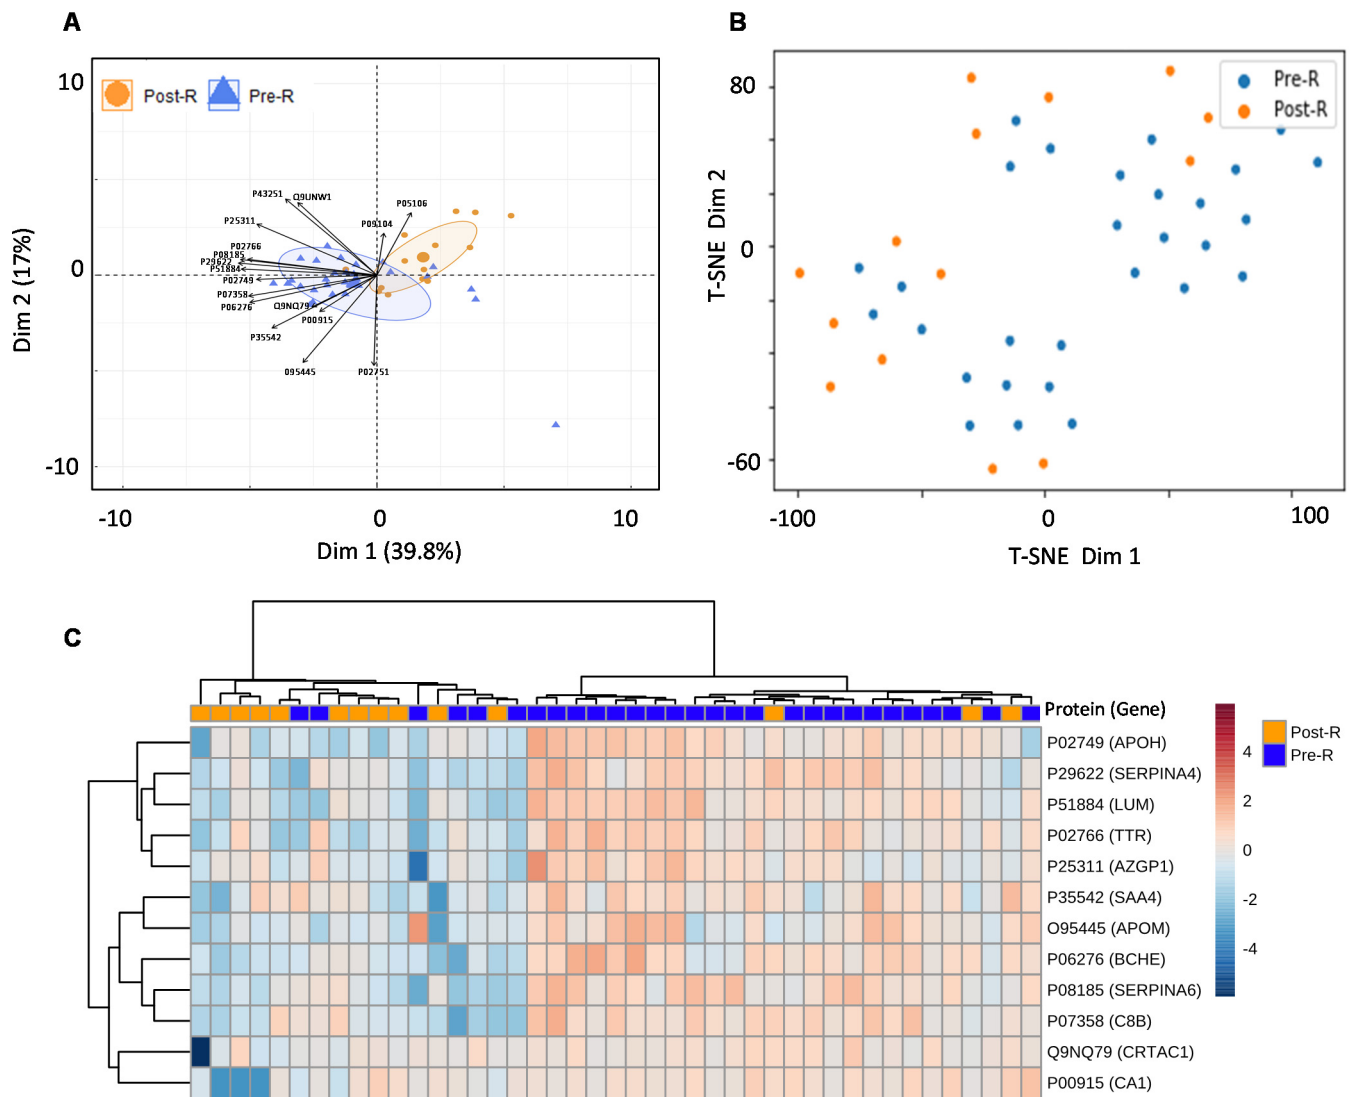 A
10
0
-10
Dim 2 (17%)
Post-R
Pre-R
P43251
Q9UNW1
P25311
P05106
P09104
P02766
P08185
P29622
P51884
P02749
P07358
P06276
Q9NQ79
P00915
P35542
O95445
P02751
-10
0
10
Dim 1 (39.8%)
B
80
0
-60
T-SNE Dim 2
Pre-R
Post-R
-100
0
100
T-SNE Dim 1
C
Protein (Gene)
P02749 (APOH)
P29622 (SERPINA4)
P51884 (LUM)
P02766 (TTR)
P25311 (AZGP1)
P35542 (SAA4)
O95445 (APOM)
P06276 (BCHE)
P08185 (SERPINA6)
P07358 (C8B)
Q9NQ79 (CRTAC1)
P00915 (CA1)
4
2
0
-2
-4
Post-R
Pre-R